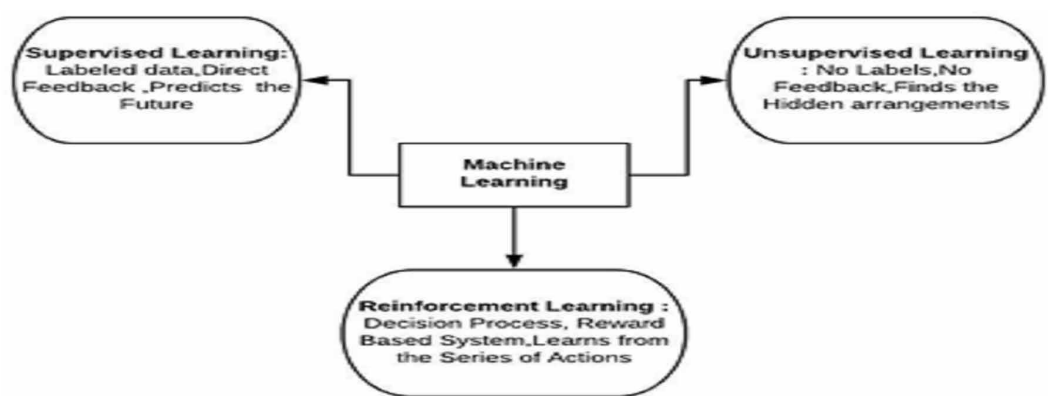 Supervised Learning:
Labeled data,Direct
Feedback ,Predicts the
Future
Unsupervised Learning
: No Labels,No
Feedback,Finds the
Hidden arrangements
Machine
Learning
Reinforcement Learning :
Decision Process, Reward
Based System,Learns from
the Series of Actions